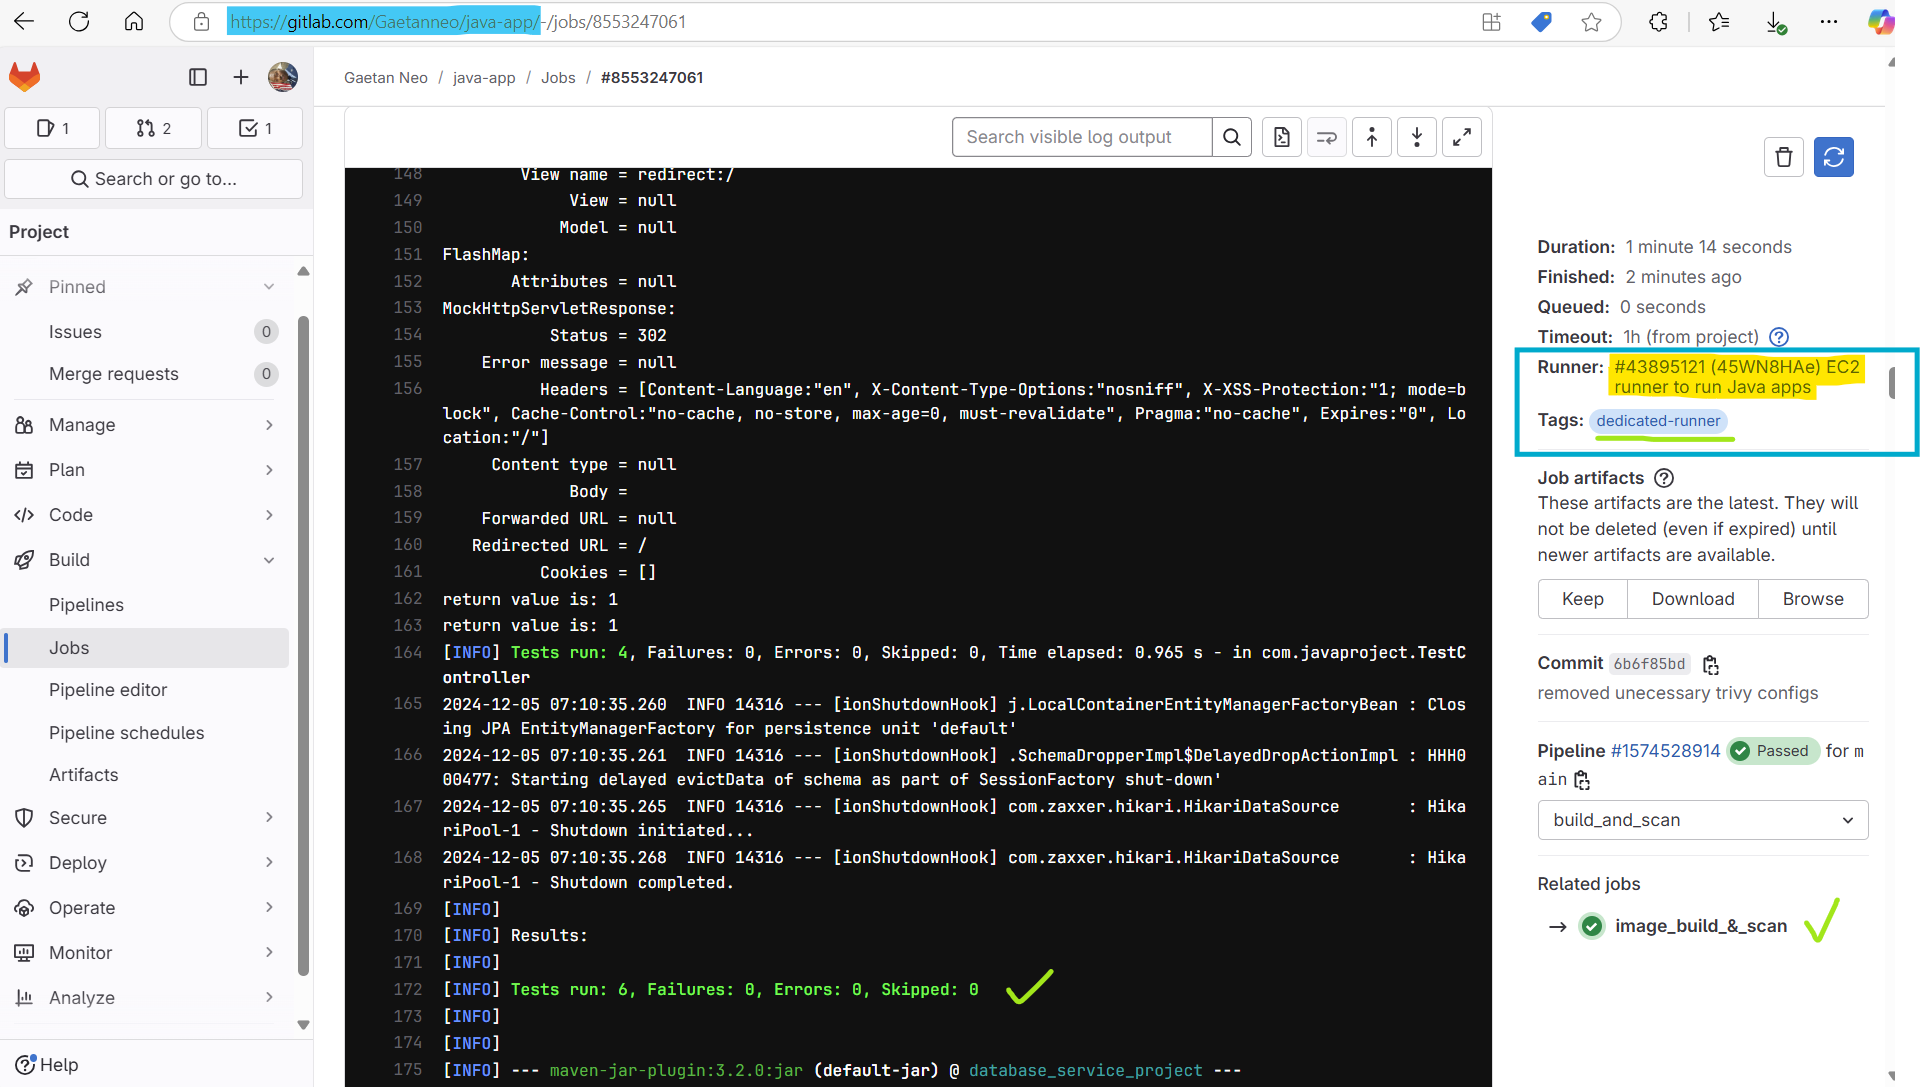 https://gitlab.com/Gaetanneo/java-app/-/jobs/8553247061
Gaetan Neo / java-app / Jobs / #8553247061
1
2
1
Search or go to...
Project
Pinned
Issues 0
Merge requests 0
Manage
Plan
Code
Build
Pipelines
Jobs
Pipeline editor
Pipeline schedules
Artifacts
Secure
Deploy
Operate
Monitor
Analyze
Help
Search visible log output
148 View name = redirect:/
149 View = null
150 Model = null
151 FlashMap:
152 Attributes = null
153 MockHttpServletResponse:
154 Status = 302
155 Error message = null
156 Headers = [Content-Language:"en", X-Content-Type-Options:"nosniff", X-XSS-Protection:"1; mode=b
lock", Cache-Control:"no-cache, no-store, max-age=0, must-revalidate", Pragma:"no-cache", Expires:"0", Lo
cation:"/"]
157 Content type = null
158 Body =
159 Forwarded URL = null
160 Redirected URL = /
161 Cookies = []
162 return value is: 1
163 return value is: 1
164 [INFO] Tests run: 4, Failures: 0, Errors: 0, Skipped: 0, Time elapsed: 0.965 s - in com.javaproject.TestC
ontroller
165 2024-12-05 07:10:35.260 INFO 14316 --- [ionShutdownHook] j.LocalContainerEntityManagerFactoryBean : Clos
ing JPA EntityManagerFactory for persistence unit 'default'
166 2024-12-05 07:10:35.261 INFO 14316 --- [ionShutdownHook] .SchemaDropperImpl$DelayedDropActionImpl : HHH0
00477: Starting delayed evictData of schema as part of SessionFactory shut-down'
167 2024-12-05 07:10:35.265 INFO 14316 --- [ionShutdownHook] com.zaxxer.hikari.HikariDataSource : Hika
riPool-1 - Shutdown initiated...
168 2024-12-05 07:10:35.268 INFO 14316 --- [ionShutdownHook] com.zaxxer.hikari.HikariDataSource : Hika
riPool-1 - Shutdown completed.
169 [INFO]
170 [INFO] Results:
171 [INFO]
172 [INFO] Tests run: 6, Failures: 0, Errors: 0, Skipped: 0
173 [INFO]
174 [INFO]
175 [INFO] --- maven-jar-plugin:3.2.0:jar (default-jar) @ database_service_project ---
Duration: 1 minute 14 seconds
Finished: 2 minutes ago
Queued: 0 seconds
Timeout: 1h (from project)
Runner: #43895121 (45WN8HAe) EC2
runner to run Java apps
Tags: dedicated-runner
Job artifacts
These artifacts are the latest. They will
not be deleted (even if expired) until
newer artifacts are available.
Keep Download Browse
Commit 6b6f85bd
removed unecessary trivy configs
Pipeline #1574528914 Passed for m
ain
build_and_scan
Related jobs
image_build_&_scan